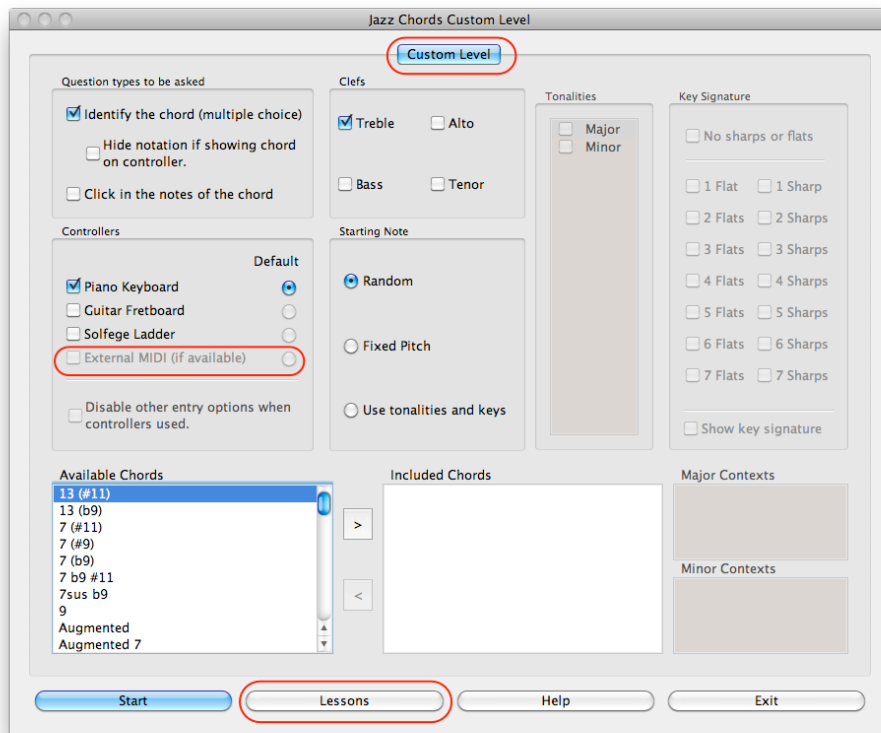 Jazz Chords Custom Level
Custom Level
Question types to be asked
Identify the chord (multiple choice)
Hide notation if showing chord
on controller.
Click in the notes of the chord
Clefs
Treble
Alto
Bass
Tenor
Tonalities
Major
Minor
Key Signature
No sharps or flats
1 Flat
1 Sharp
2 Flats
2 Sharps
3 Flats
3 Sharps
4 Flats
4 Sharps
5 Flats
5 Sharps
6 Flats
6 Sharps
7 Flats
7 Sharps
Show key signature
Controllers
Default
Piano Keyboard
Guitar Fretboard
Solfege Ladder
External MIDI (if available)
Disable other entry options when
controllers used.
Starting Note
Random
Fixed Pitch
Use tonalities and keys
Available Chords
13 (#11)
13 (b9)
7 (#11)
7 (#9)
7 (b9)
7 b9 #11
7sus b9
9
Augmented
Augmented 7
>
<
Included Chords
Major Contexts
Minor Contexts
Start
Lessons
Help
Exit